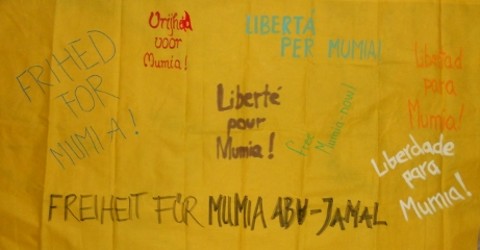 Vrijheid
voor
Mumia!
LIBERTÁ
PER MUMIA!
FRIHED
FOR
MUMIA!
Libertad
para
Mumia!
Liberté
pour
Mumia!
free
Mumia - now!
Liberdade
para
Mumia!
FREIHEIT FÜR MUMIA ABU-JAMAL